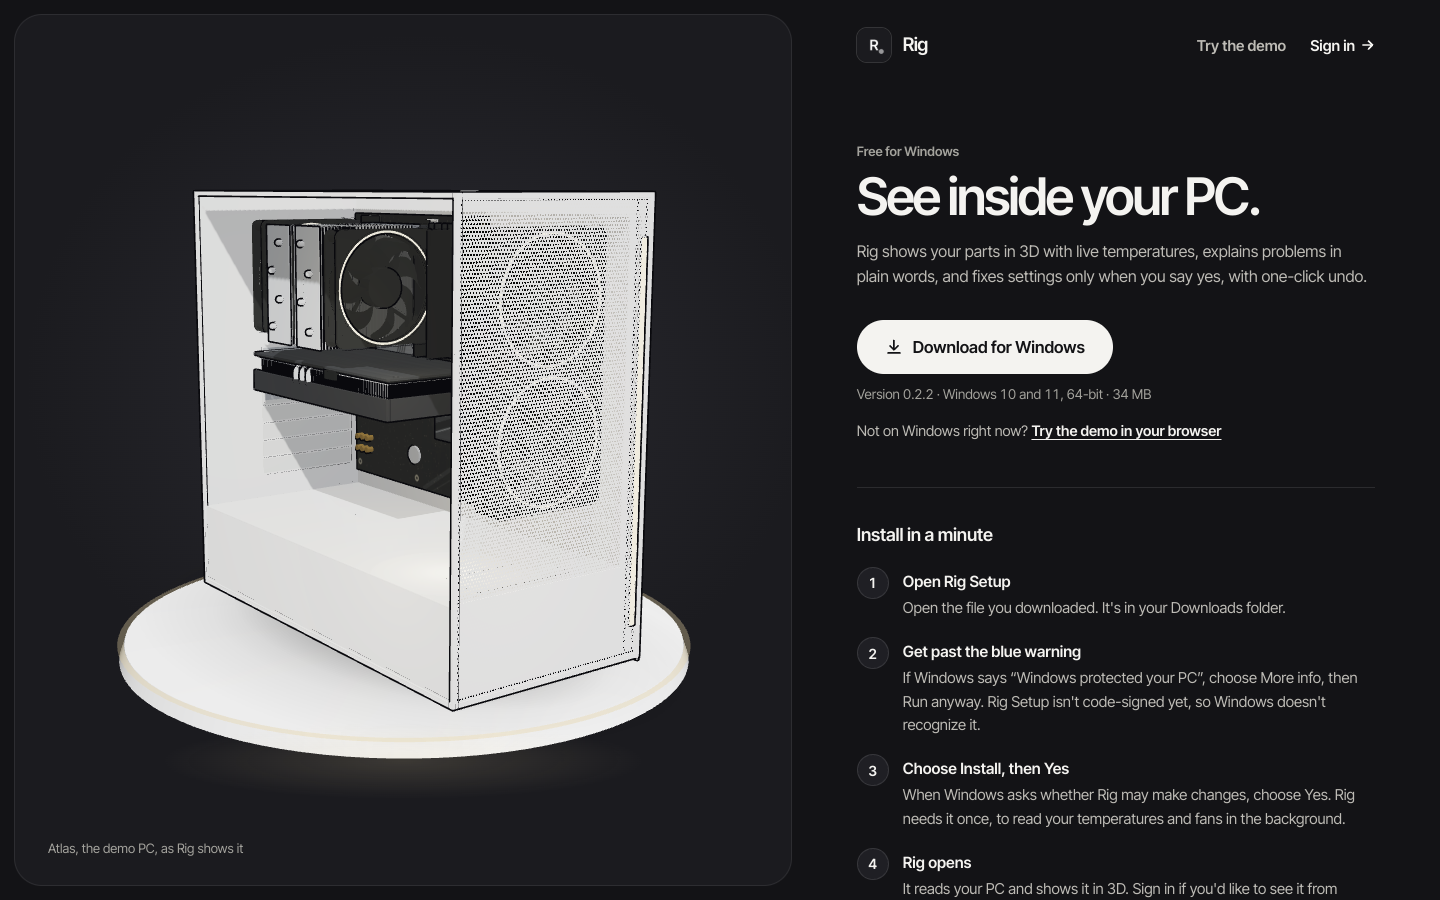 R.
Rig
Try the demo
Sign in →
Free for Windows
See inside your PC.
Rig shows your parts in 3D with live temperatures, explains problems in
plain words, and fixes settings only when you say yes, with one-click undo.
Download for Windows
Version 0.2.2 · Windows 10 and 11, 64-bit · 34 MB
Not on Windows right now? Try the demo in your browser
Install in a minute
1
Open Rig Setup
Open the file you downloaded. It's in your Downloads folder.
2
Get past the blue warning
If Windows says “Windows protected your PC”, choose More info, then
Run anyway. Rig Setup isn't code-signed yet, so Windows doesn't
recognize it.
3
Choose Install, then Yes
When Windows asks whether Rig may make changes, choose Yes. Rig
needs it once, to read your temperatures and fans in the background.
4
Rig opens
It reads your PC and shows it in 3D. Sign in if you'd like to see it from
Atlas, the demo PC, as Rig shows it